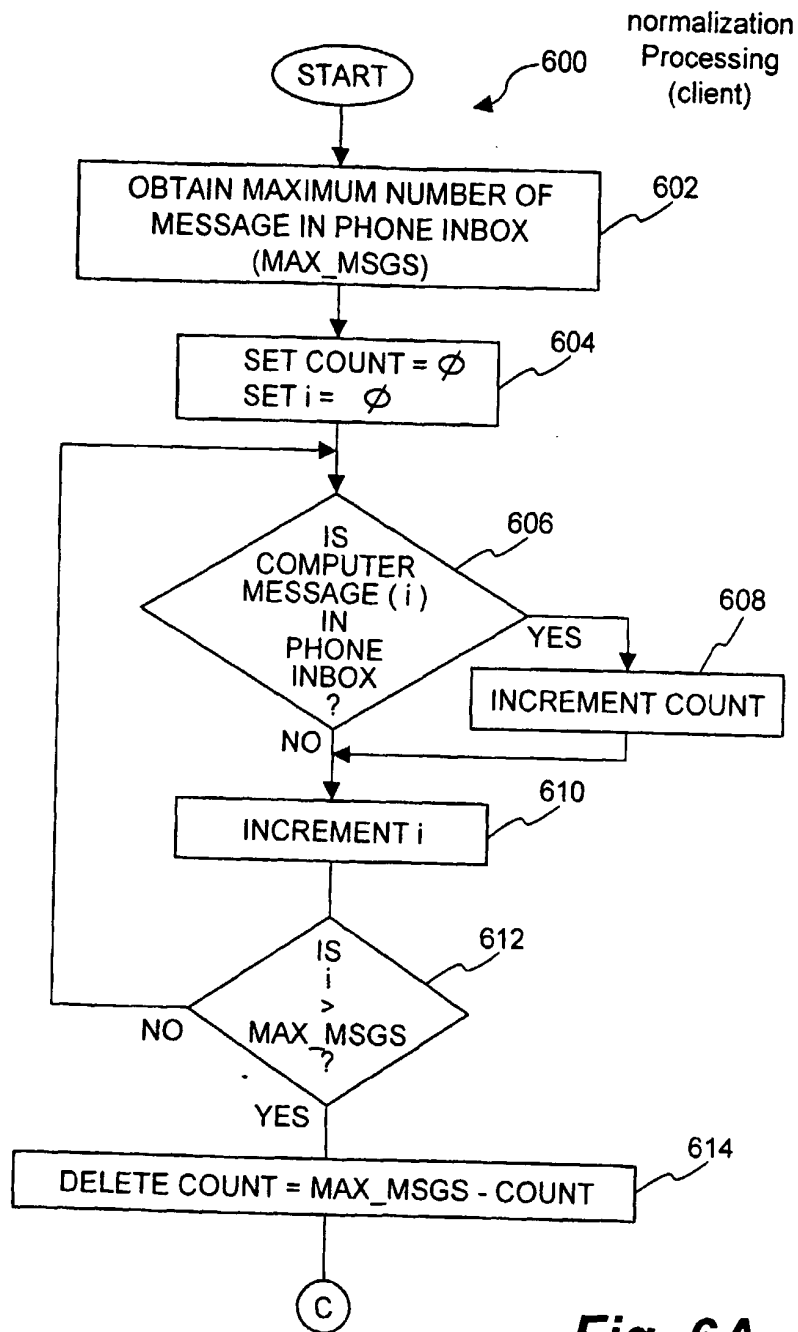 normalization
Processing
(client)
600
START
OBTAIN MAXIMUM NUMBER OF
MESSAGE IN PHONE INBOX
(MAX_MSGS)
602
SET COUNT = ∅
SET i = ∅
604
IS
COMPUTER
MESSAGE ( i )
IN
PHONE
INBOX
?
606
YES
608
INCREMENT COUNT
NO
610
INCREMENT i
IS
i
>
MAX_MSGS
?
612
NO
YES
614
DELETE COUNT = MAX_MSGS - COUNT
C
Fig. 6A